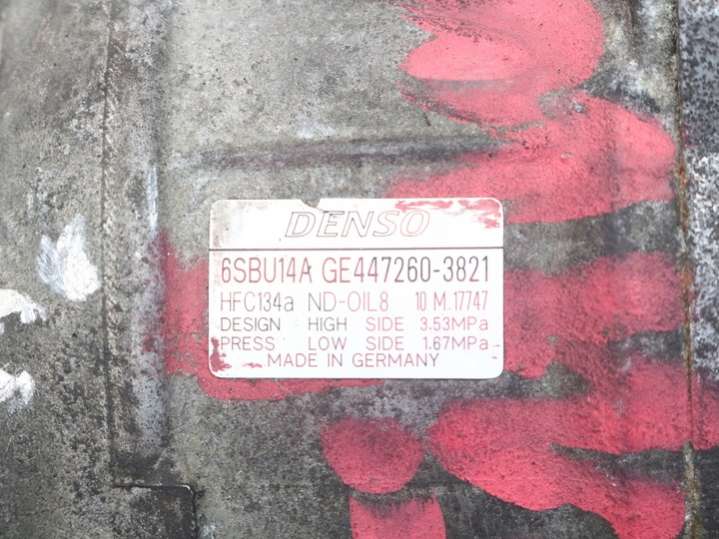 DENSO
6SBU14A GE447260-3821
HFC134a ND-OIL8 10 M.17747
DESIGN HIGH SIDE 3.53MPa
PRESS LOW SIDE 1.67MPa
MADE IN GERMANY